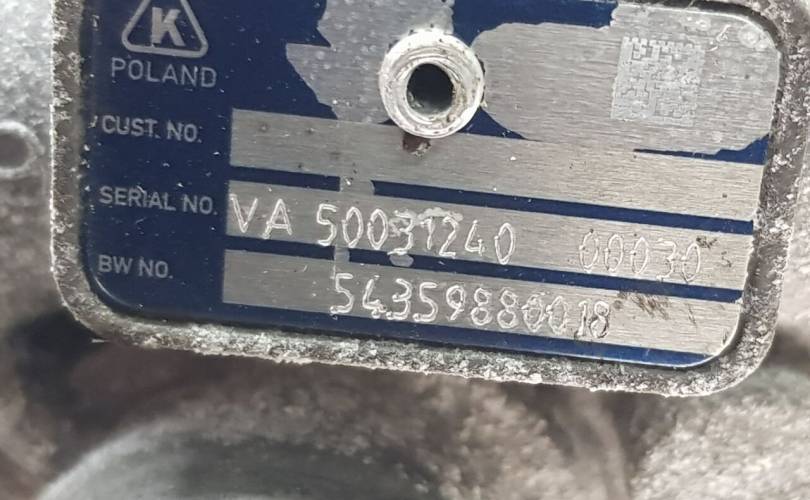 K
POLAND
CUST. NO.
SERIAL NO. VA 50031240 00030
BW NO. 54359880018